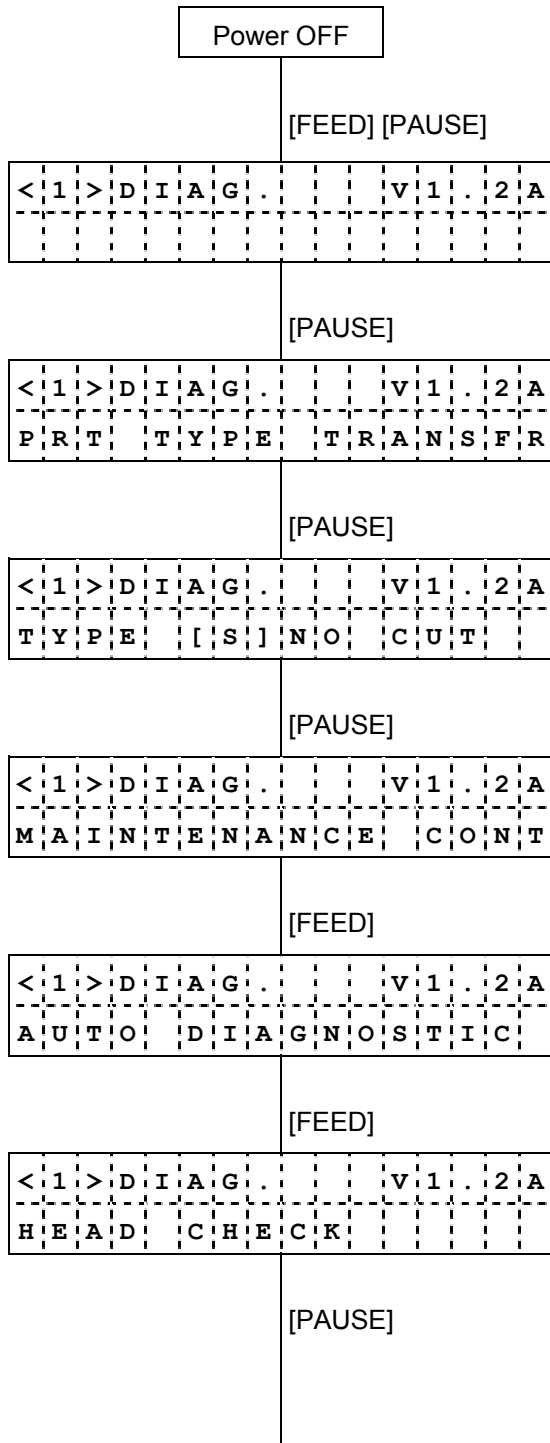 Power OFF
[FEED] [PAUSE]
<1>DIAG.    V1.2A
[PAUSE]
<1>DIAG.    V1.2A
PRT TYPE TRANSFR
[PAUSE]
<1>DIAG.    V1.2A
TYPE [S]NO CUT
[PAUSE]
<1>DIAG.    V1.2A
MAINTENANCE CONT
[FEED]
<1>DIAG.    V1.2A
AUTO DIAGNOSTIC
[FEED]
<1>DIAG.    V1.2A
HEAD CHECK
[PAUSE]